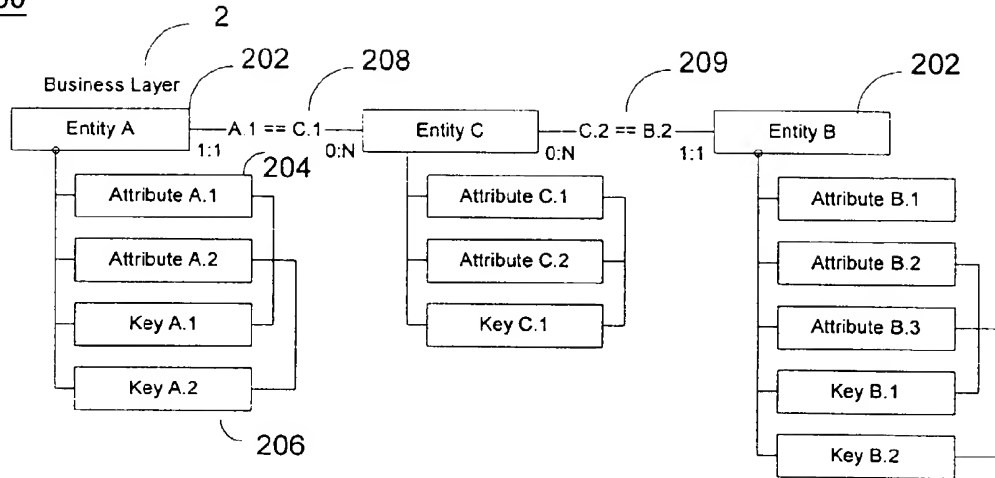 2
Business Layer
202
208
209
202
Entity A
A.1 == C.1
Entity C
C.2 == B.2
Entity B
1:1
0:N
0:N
1:1
204
Attribute A.1
Attribute C.1
Attribute B.1
Attribute A.2
Attribute C.2
Attribute B.2
Key A.1
Key C.1
Attribute B.3
Key A.2
Key B.1
206
Key B.2